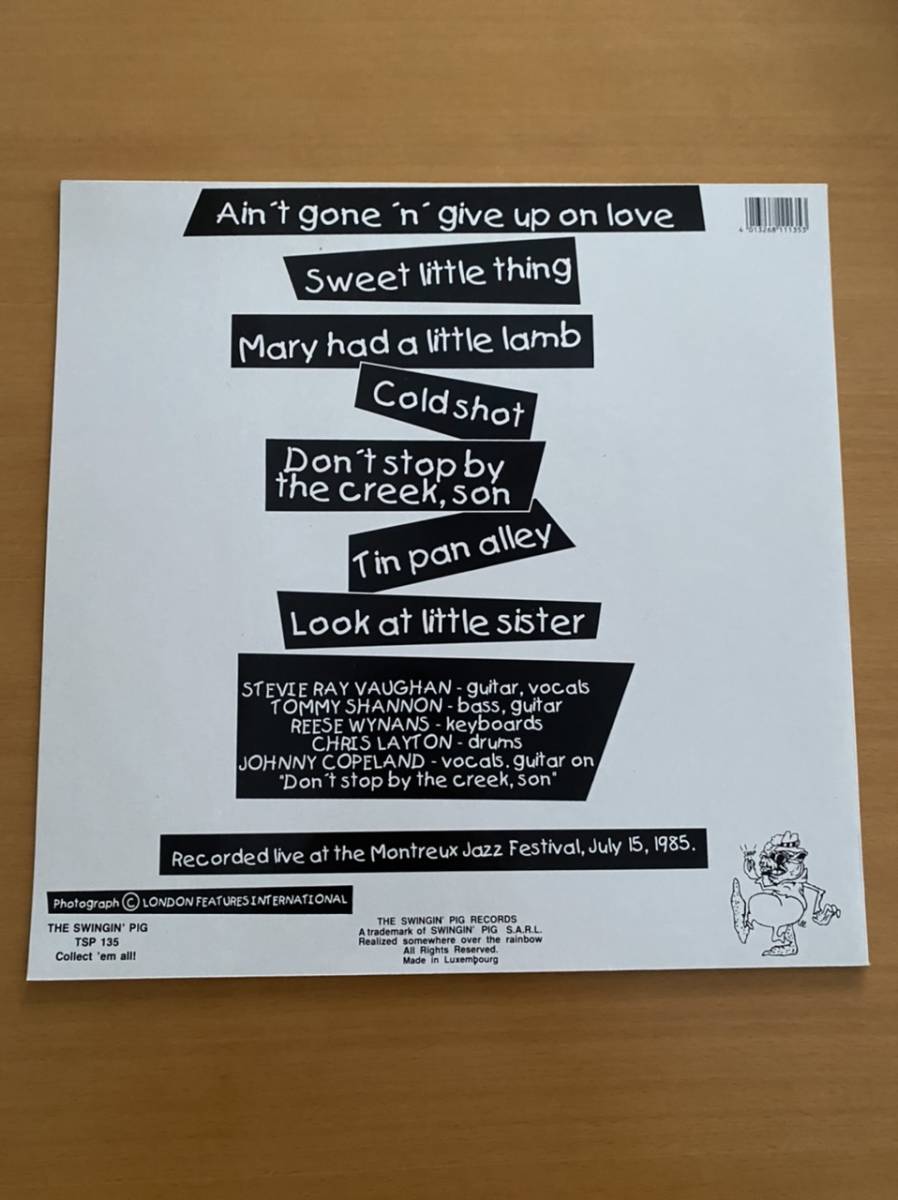 Ain´t gone ´n´ give up on love
4 013268 111353
Sweet little thing
Mary had a little lamb
Cold shot
Don´t stop by
the creek, son
Tin pan alley
Look at little sister
STEVIE RAY VAUGHAN - guitar, vocals
TOMMY SHANNON - bass, guitar
REESE WYNANS - keyboards
CHRIS LAYTON - drums
JOHNNY COPELAND - vocals, guitar on
"Don´t stop by the creek, son"
Recorded live at the Montreux Jazz Festival, July 15, 1985.
Photograph © LONDON FEATURES INTERNATIONAL
THE SWINGIN' PIG
TSP 135
Collect 'em all!
THE SWINGIN' PIG RECORDS
A trademark of SWINGIN' PIG S.A.R.L.
Realized somewhere over the rainbow
All Rights Reserved.
Made in Luxembourg